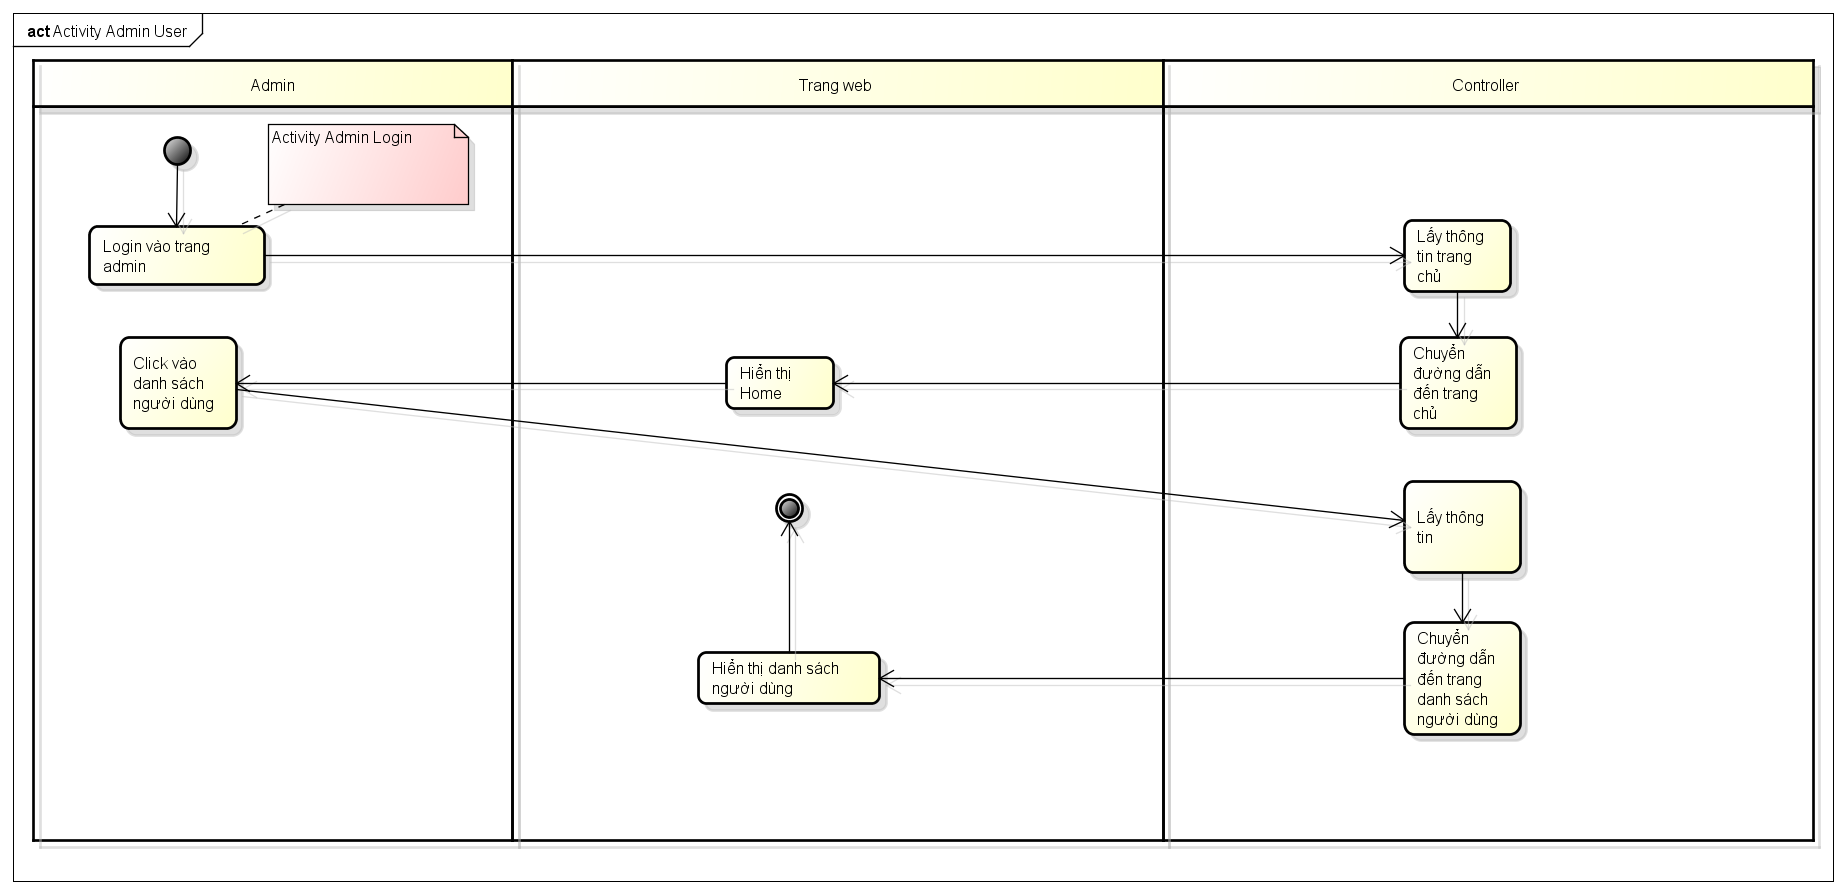 act Activity Admin User
Admin
Trang web
Controller
Activity Admin Login
Login vào trang
admin
Lấy thông
tin trang
chủ
Click vào
danh sách
người dùng
Hiển thị
Home
Chuyển
đường dẫn
đến trang
chủ
Lấy thông
tin
Hiển thị danh sách
người dùng
Chuyển
đường dẫn
đến trang
danh sách
người dùng